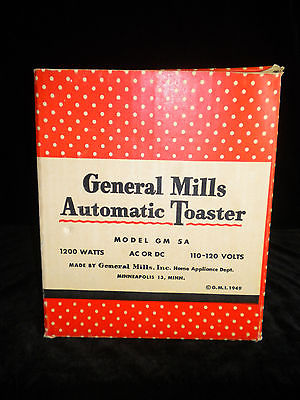 General Mills
Automatic Toaster
MODEL GM 5A
1200 WATTS AC OR DC 110-120 VOLTS
MADE BY General Mills, Inc. Home Appliance Dept.
MINNEAPOLIS 13, MINN.
© G.M.I. 1949